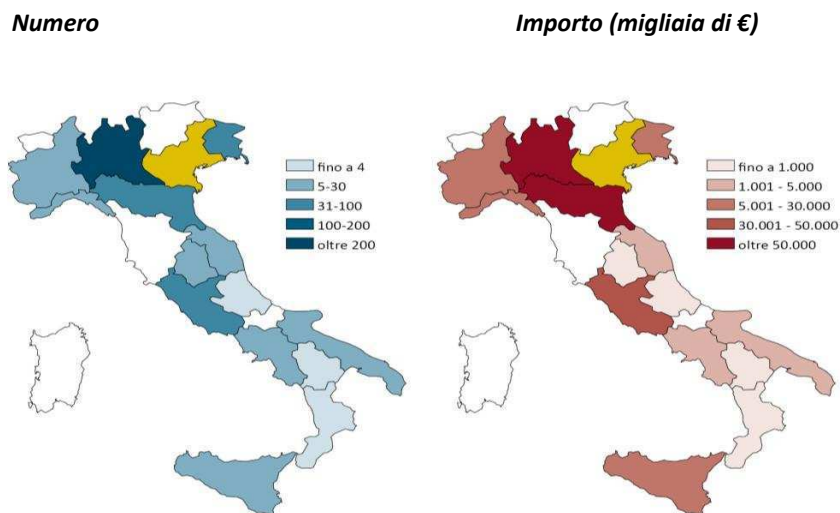 Numero
Importo (migliaia di €)
fino a 4
5-30
31-100
100-200
oltre 200
fino a 1.000
1.001 - 5.000
5.001 - 30.000
30.001 - 50.000
oltre 50.000